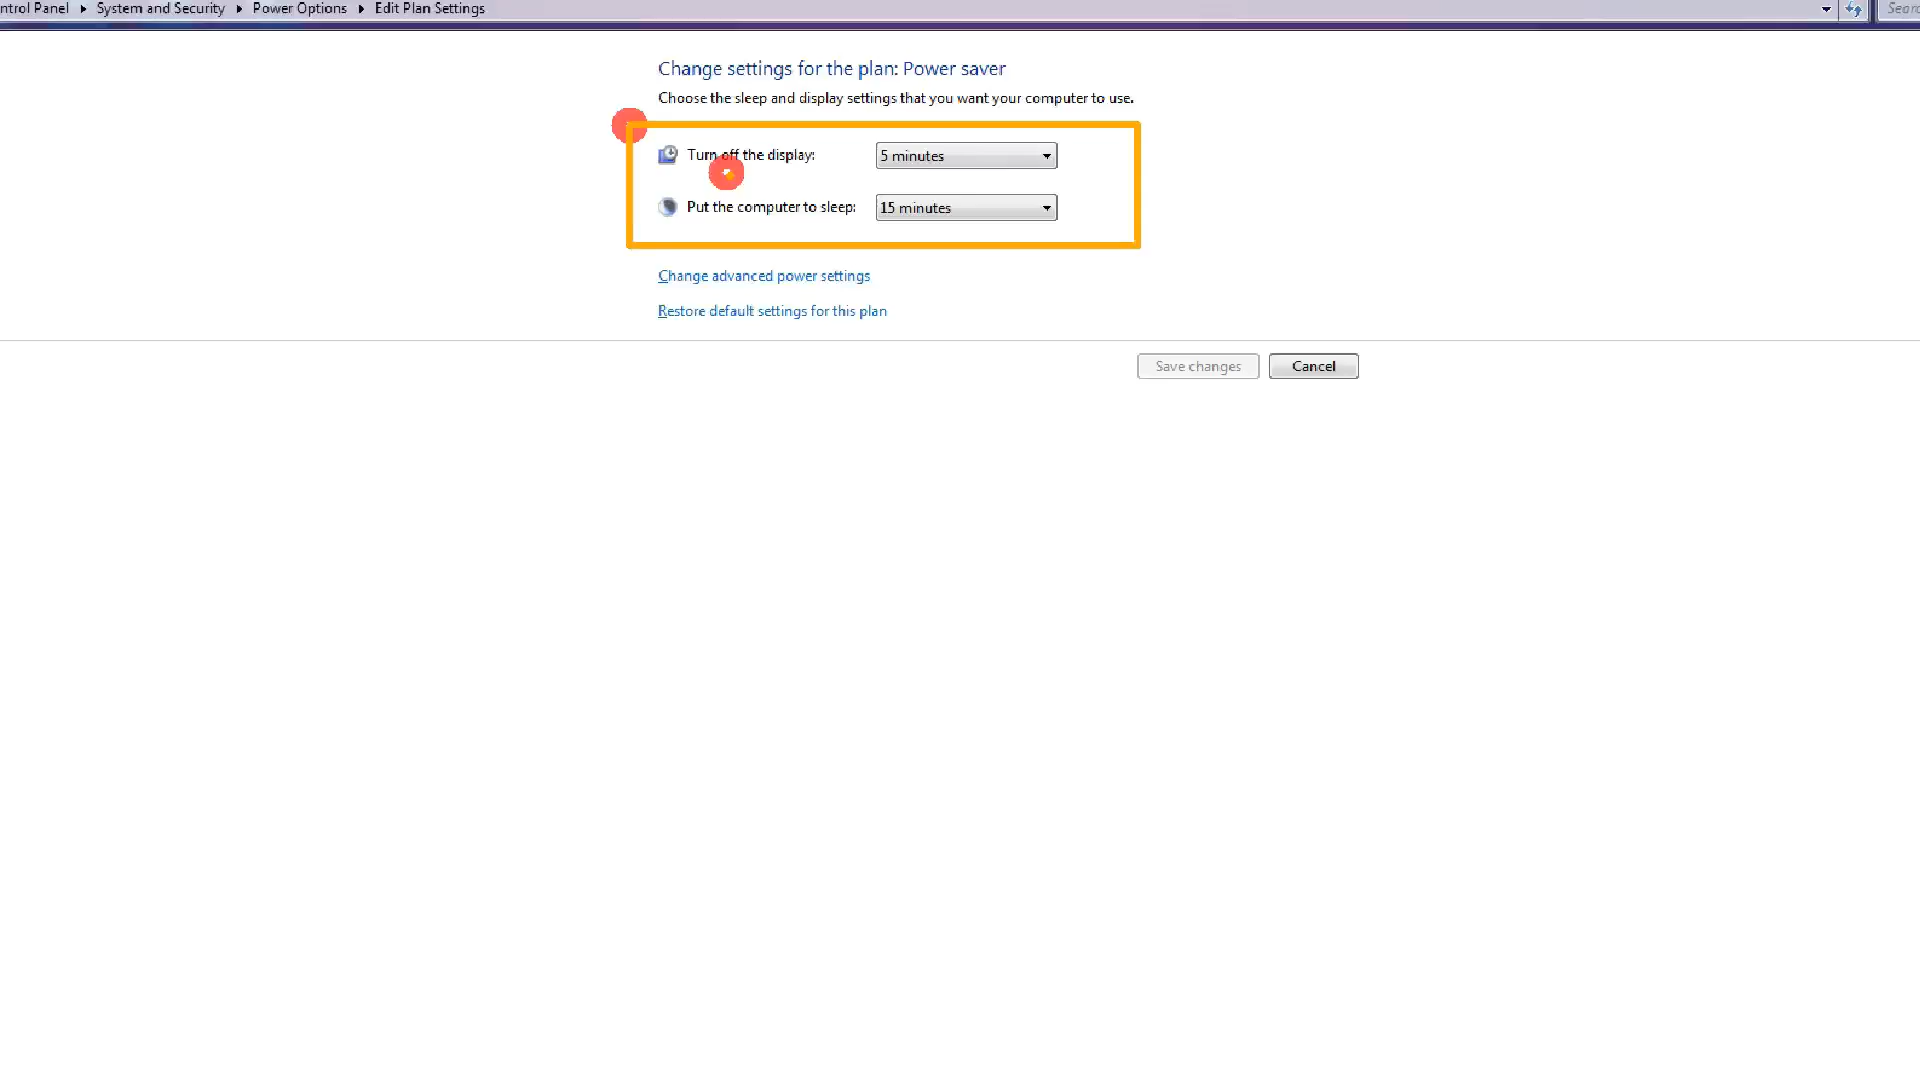 ntrol Panel ▸ System and Security ▸ Power Options ▸ Edit Plan Settings
Change settings for the plan: Power saver
Choose the sleep and display settings that you want your computer to use.
Turn off the display: 5 minutes
Put the computer to sleep: 15 minutes
Change advanced power settings
Restore default settings for this plan
Save changes Cancel